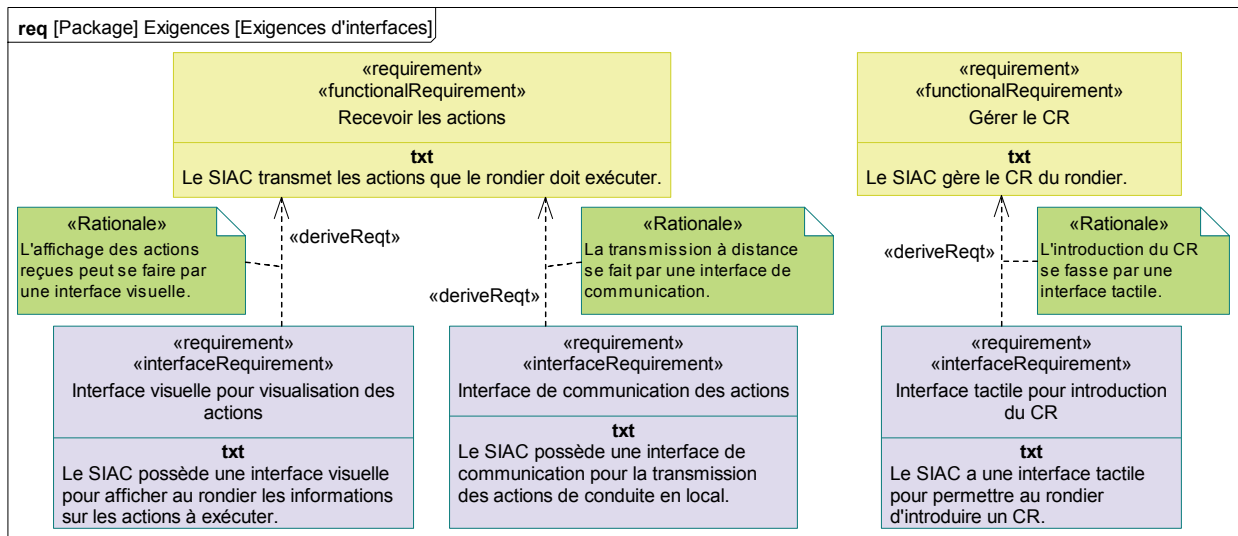 req [Package] Exigences [Exigences d'interfaces]
«requirement»
«functionalRequirement»
Recevoir les actions
txt
Le SIAC transmet les actions que le rondier doit exécuter.
«requirement»
«functionalRequirement»
Gérer le CR
txt
Le SIAC gère le CR du rondier.
«Rationale»
L'affichage des actions
reçues peut se faire par
une interface visuelle.
«deriveReqt»
«Rationale»
La transmission à distance
se fait par une interface de
communication.
«deriveReqt»
«Rationale»
L'introduction du CR
se fasse par une
interface tactile.
«deriveReqt»
«requirement»
«interfaceRequirement»
Interface visuelle pour visualisation des
actions
txt
Le SIAC possède une interface visuelle
pour afficher au rondier les informations
sur les actions à exécuter.
«requirement»
«interfaceRequirement»
Interface de communication des actions
txt
Le SIAC possède une interface de
communication pour la transmission
des actions de conduite en local.
«requirement»
«interfaceRequirement»
Interface tactile pour introduction
du CR
txt
Le SIAC a une interface tactile
pour permettre au rondier
d'introduire un CR.